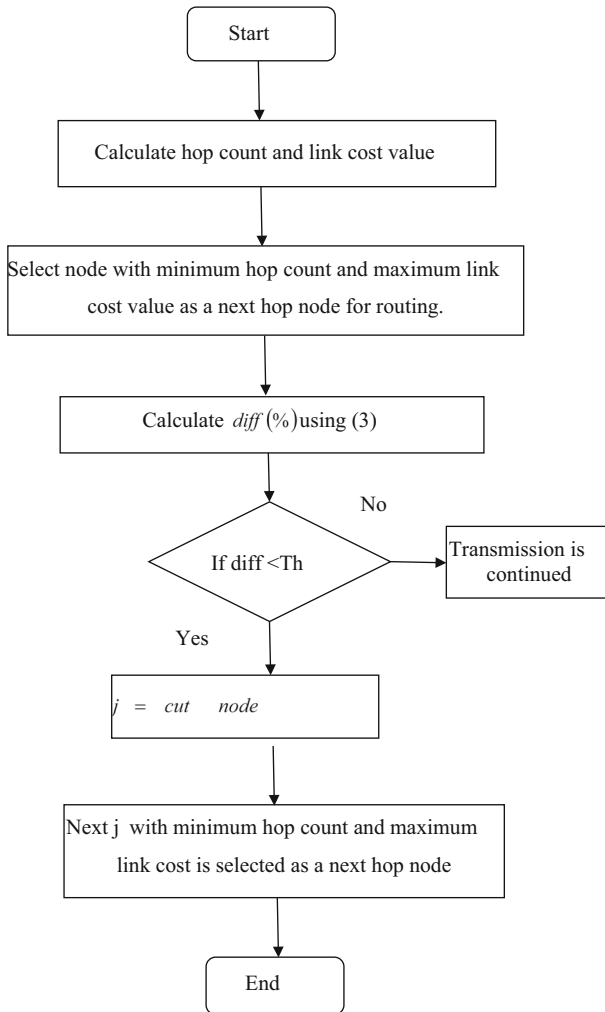 Start
Calculate hop count and link cost value
Select node with minimum hop count and maximum link
cost value as a next hop node for routing.
Calculate diff (%) using (3)
No
If diff <Th
Transmission is
continued
Yes
j = cut node
Next j with minimum hop count and maximum
link cost is selected as a next hop node
End